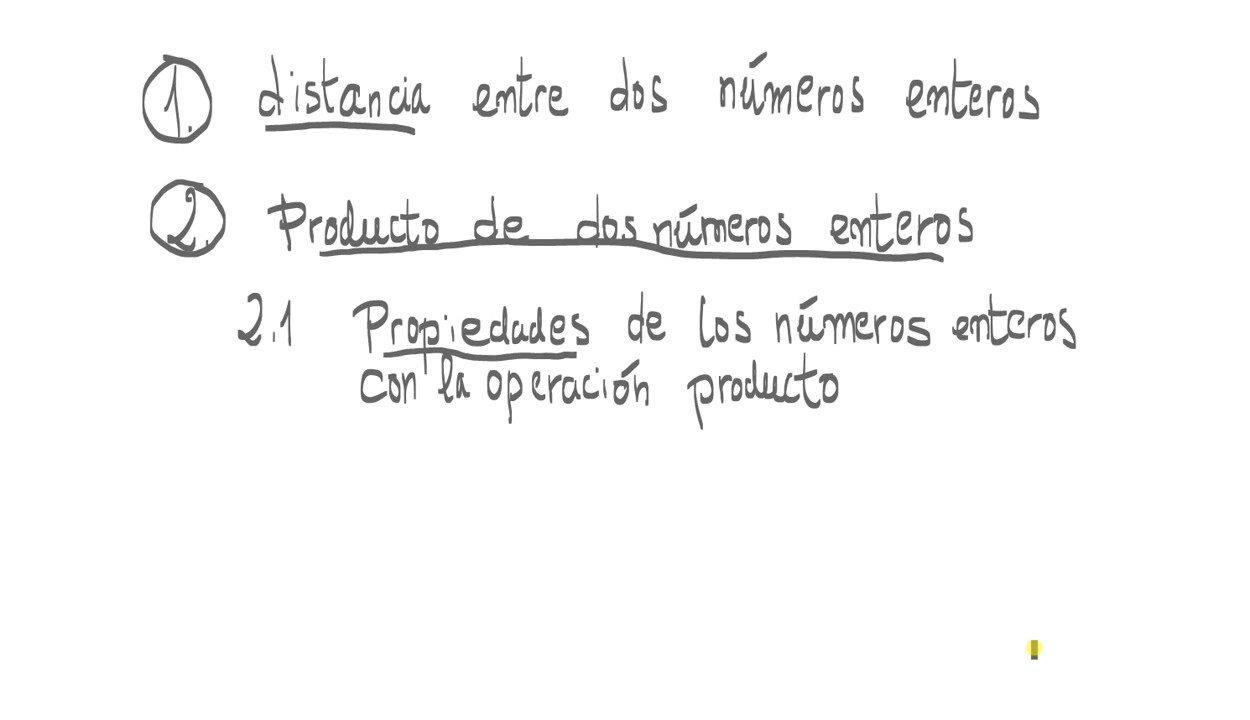 1. distancia entre dos números enteros
2. Producto de dos números enteros
2.1 Propiedades de los números enteros
con la operación producto